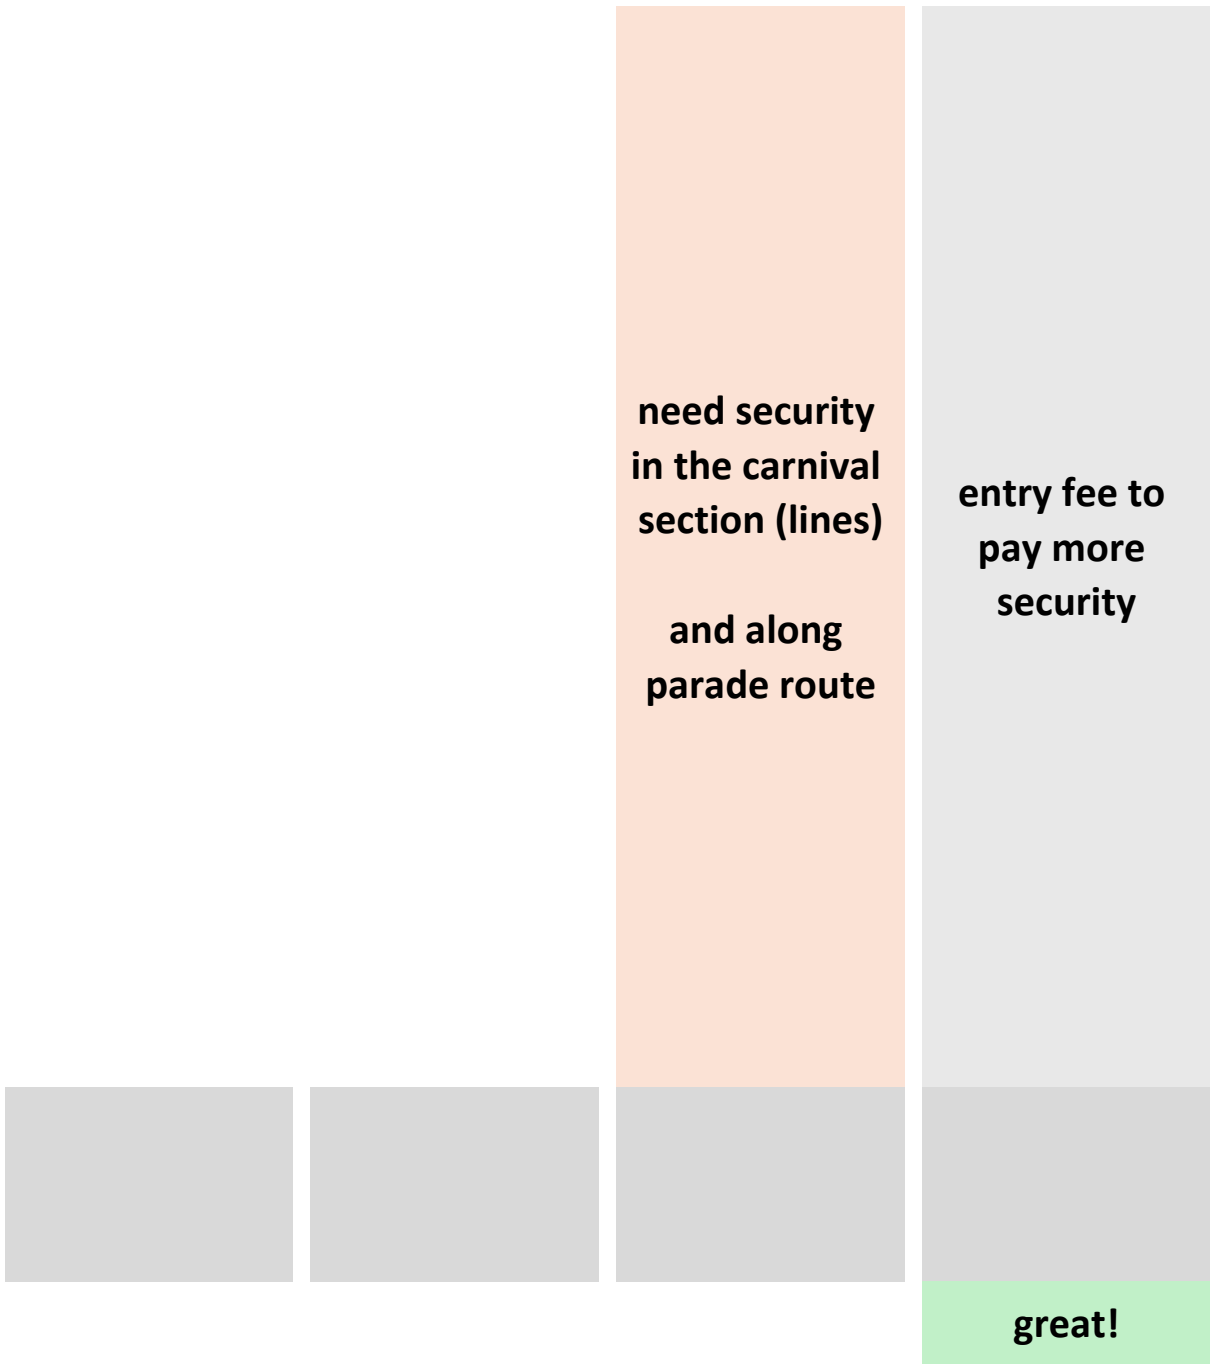 need security
in the carnival
section (lines)
and along
parade route
entry fee to
pay more
security
great!